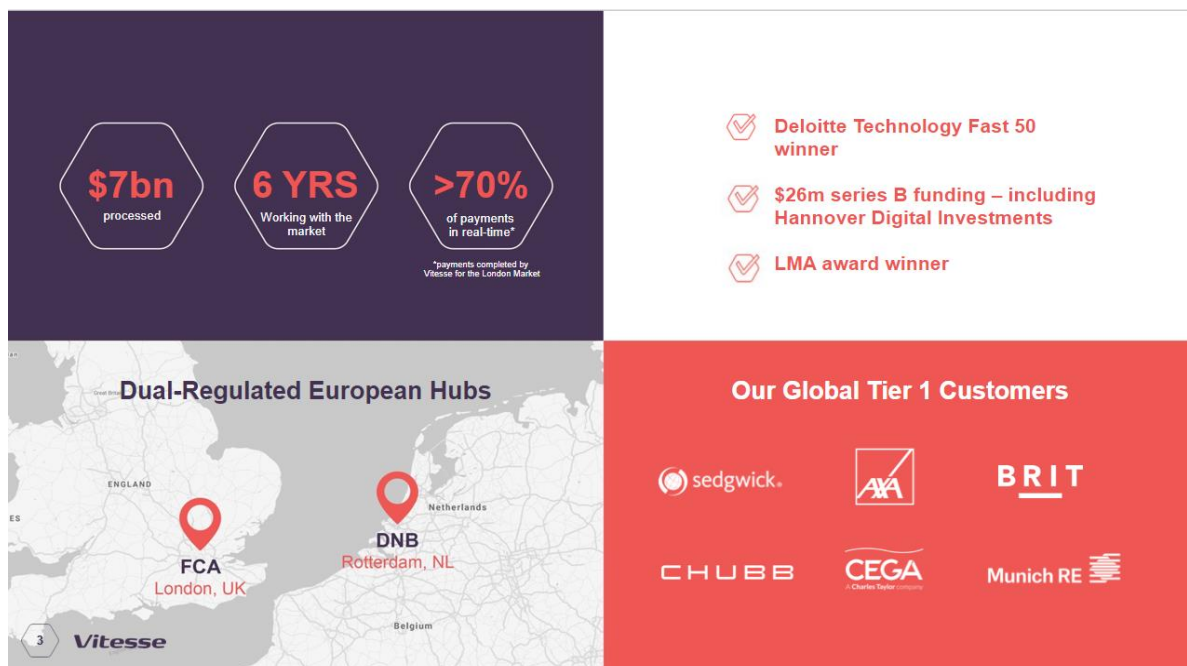 $7bn
processed
6 YRS
Working with the
market
>70%
of payments
in real-time*
*payments completed by
Vitesse for the London Market
Deloitte Technology Fast 50
winner
$26m series B funding – including
Hannover Digital Investments
LMA award winner
Dual-Regulated European Hubs
ENGLAND
Netherlands
FCA
London, UK
DNB
Rotterdam, NL
Belgium
3
Vitesse
Our Global Tier 1 Customers
sedgwick.
AXA
BRIT
CHUBB
CEGA
A Charles Taylor company
Munich RE